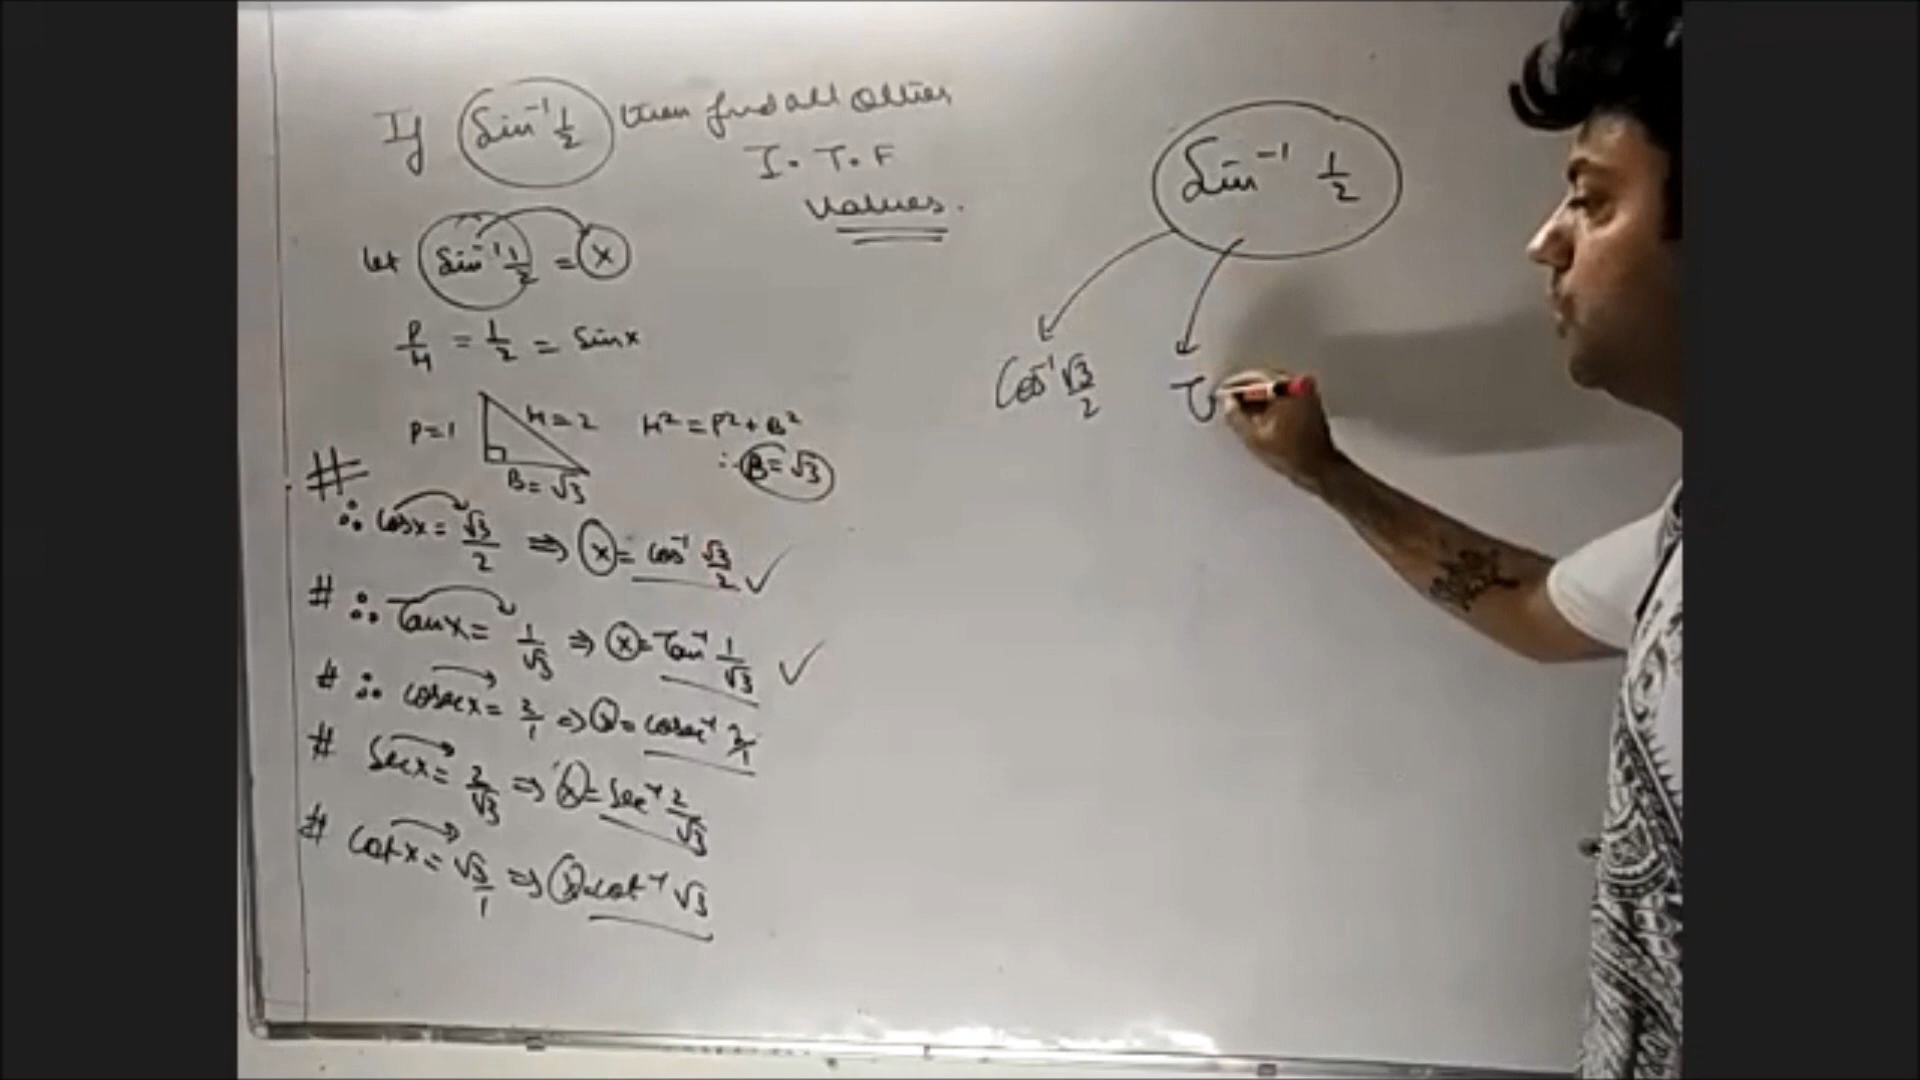 If Sin⁻¹ 1/2 then find all other
I.T.F
values.
let Sin⁻¹ 1/2 = x
P/H = 1/2 = Sinx
P=1 H=2 H² = P² + B²
B = √3 ∴ B = √3
# ∴ Cosx = √3/2 ⇒ x = cos⁻¹ √3/2 ✓
# ∴ Tanx = 1/√3 ⇒ x = Tan⁻¹ 1/√3 ✓
# ∴ cosecx = 2/1 ⇒ x = cosec⁻¹ 2/1
# Secx = 2/√3 ⇒ x = Sec⁻¹ 2/√3
# Cotx = √3/1 ⇒ x = cot⁻¹ √3
Sin⁻¹ 1/2
Cos⁻¹ √3/2 T